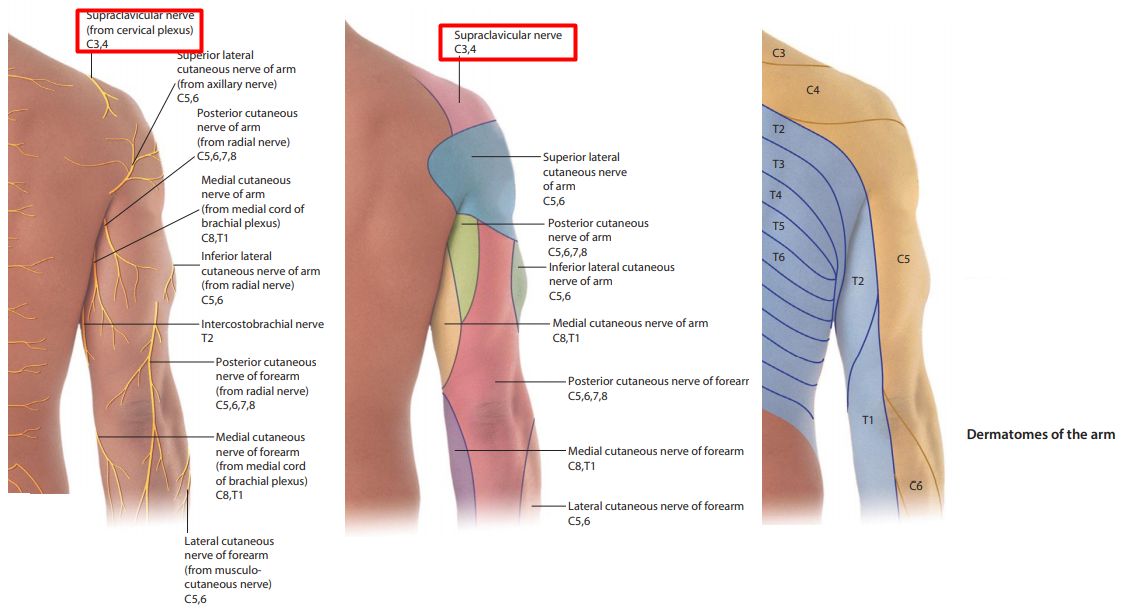 Supraclavicular nerve
(from cervical plexus)
C3,4
Superior lateral
cutaneous nerve of arm
(from axillary nerve)
C5,6
Posterior cutaneous
nerve of arm
(from radial nerve)
C5,6,7,8
Medial cutaneous
nerve of arm
(from medial cord of
brachial plexus)
C8,T1
Inferior lateral
cutaneous nerve of arm
(from radial nerve)
C5,6
Intercostobrachial nerve
T2
Posterior cutaneous
nerve of forearm
(from radial nerve)
C5,6,7,8
Medial cutaneous
nerve of forearm
(from medial cord
of brachial plexus)
C8,T1
Lateral cutaneous
nerve of forearm
(from musculo-
cutaneous nerve)
C5,6
Supraclavicular nerve
C3,4
Superior lateral
cutaneous nerve
of arm
C5,6
Posterior cutaneous
nerve of arm
C5,6,7,8
Inferior lateral cutaneous
nerve of arm
C5,6
Medial cutaneous nerve of arm
C8,T1
Posterior cutaneous nerve of forearr
C5,6,7,8
Medial cutaneous nerve of forearm
C8,T1
Lateral cutaneous nerve of forearm
C5,6
C3
C4
T2
T3
T4
T5
T6
T2
C5
T1
C6
Dermatomes of the arm